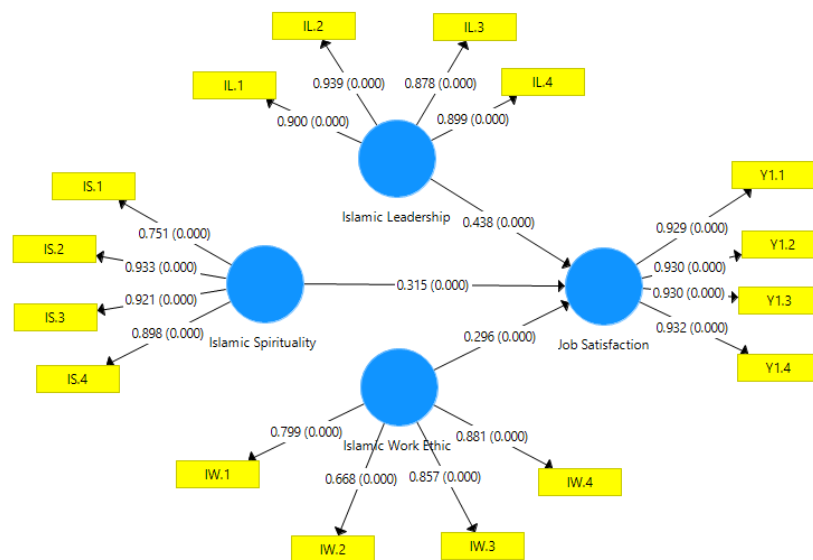 IL.2
IL.3
0.939 (0.000)
0.878 (0.000)
IL.1
IL.4
0.900 (0.000)
0.899 (0.000)
IS.1
Y1.1
Islamic Leadership
0.751 (0.000)
0.438 (0.000)
0.929 (0.000)
IS.2
Y1.2
0.933 (0.000)
0.930 (0.000)
0.921 (0.000)
0.315 (0.000)
0.930 (0.000)
Y1.3
IS.3
0.898 (0.000)
0.932 (0.000)
Islamic Spirituality
0.296 (0.000)
Job Satisfaction
IS.4
Y1.4
0.799 (0.000)
Islamic Work Ethic
0.881 (0.000)
IW.1
0.668 (0.000)
0.857 (0.000)
IW.4
IW.2
IW.3